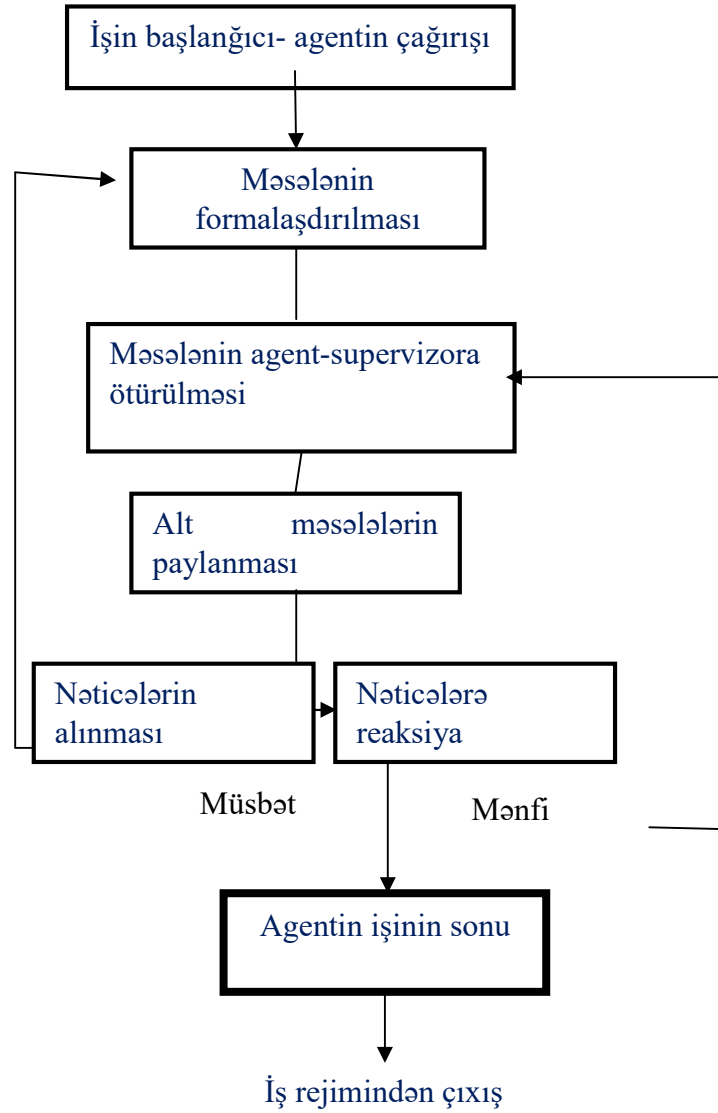 İşin başlanğıcı- agentin çağırışı
Məsələnin
formalaşdırılması
Məsələnin agent-supervizora
ötürülməsi
Alt məsələlərin
paylanması
Nəticələrin
alınması
Nəticələrə
reaksiya
Müsbət
Mənfi
Agentin işinin sonu
İş rejimindən çıxış